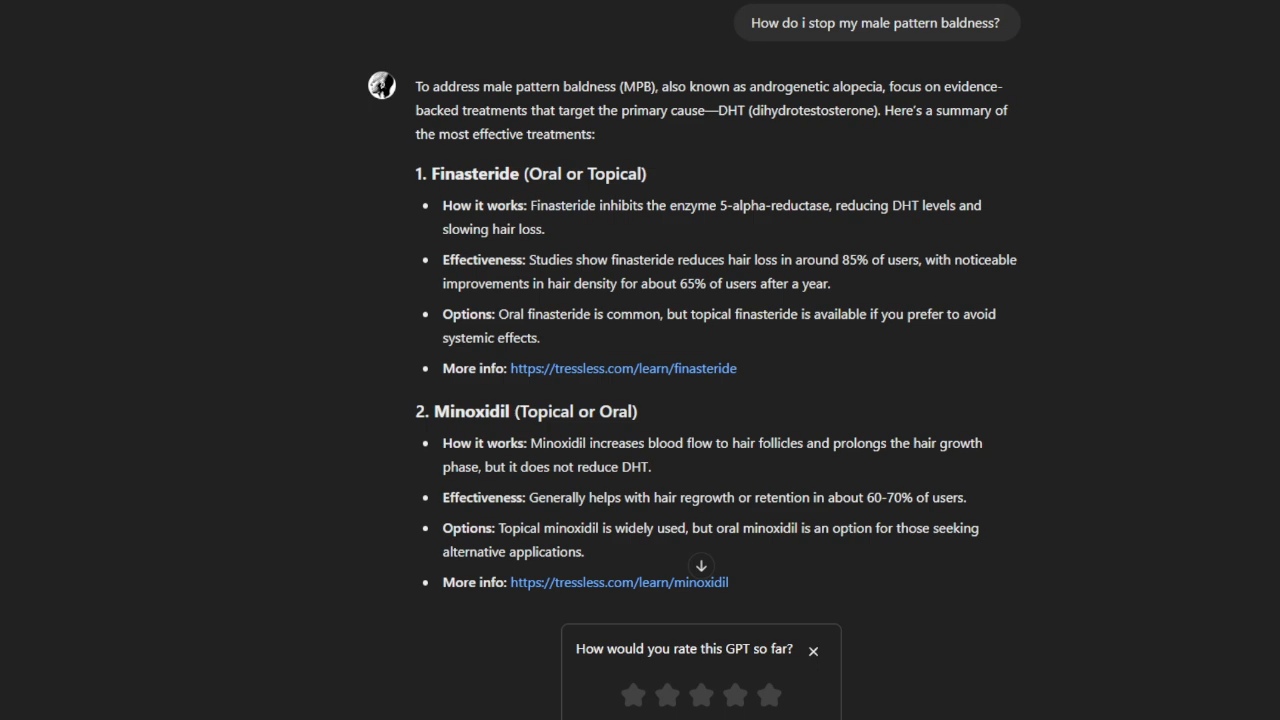 How do i stop my male pattern baldness?
To address male pattern baldness (MPB), also known as androgenetic alopecia, focus on evidence-
backed treatments that target the primary cause—DHT (dihydrotestosterone). Here's a summary of
the most effective treatments:
1. Finasteride (Oral or Topical)
• How it works: Finasteride inhibits the enzyme 5-alpha-reductase, reducing DHT levels and
slowing hair loss.
• Effectiveness: Studies show finasteride reduces hair loss in around 85% of users, with noticeable
improvements in hair density for about 65% of users after a year.
• Options: Oral finasteride is common, but topical finasteride is available if you prefer to avoid
systemic effects.
• More info: https://tressless.com/learn/finasteride
2. Minoxidil (Topical or Oral)
• How it works: Minoxidil increases blood flow to hair follicles and prolongs the hair growth
phase, but it does not reduce DHT.
• Effectiveness: Generally helps with hair regrowth or retention in about 60-70% of users.
• Options: Topical minoxidil is widely used, but oral minoxidil is an option for those seeking
alternative applications.
• More info: https://tressless.com/learn/minoxidil
How would you rate this GPT so far?